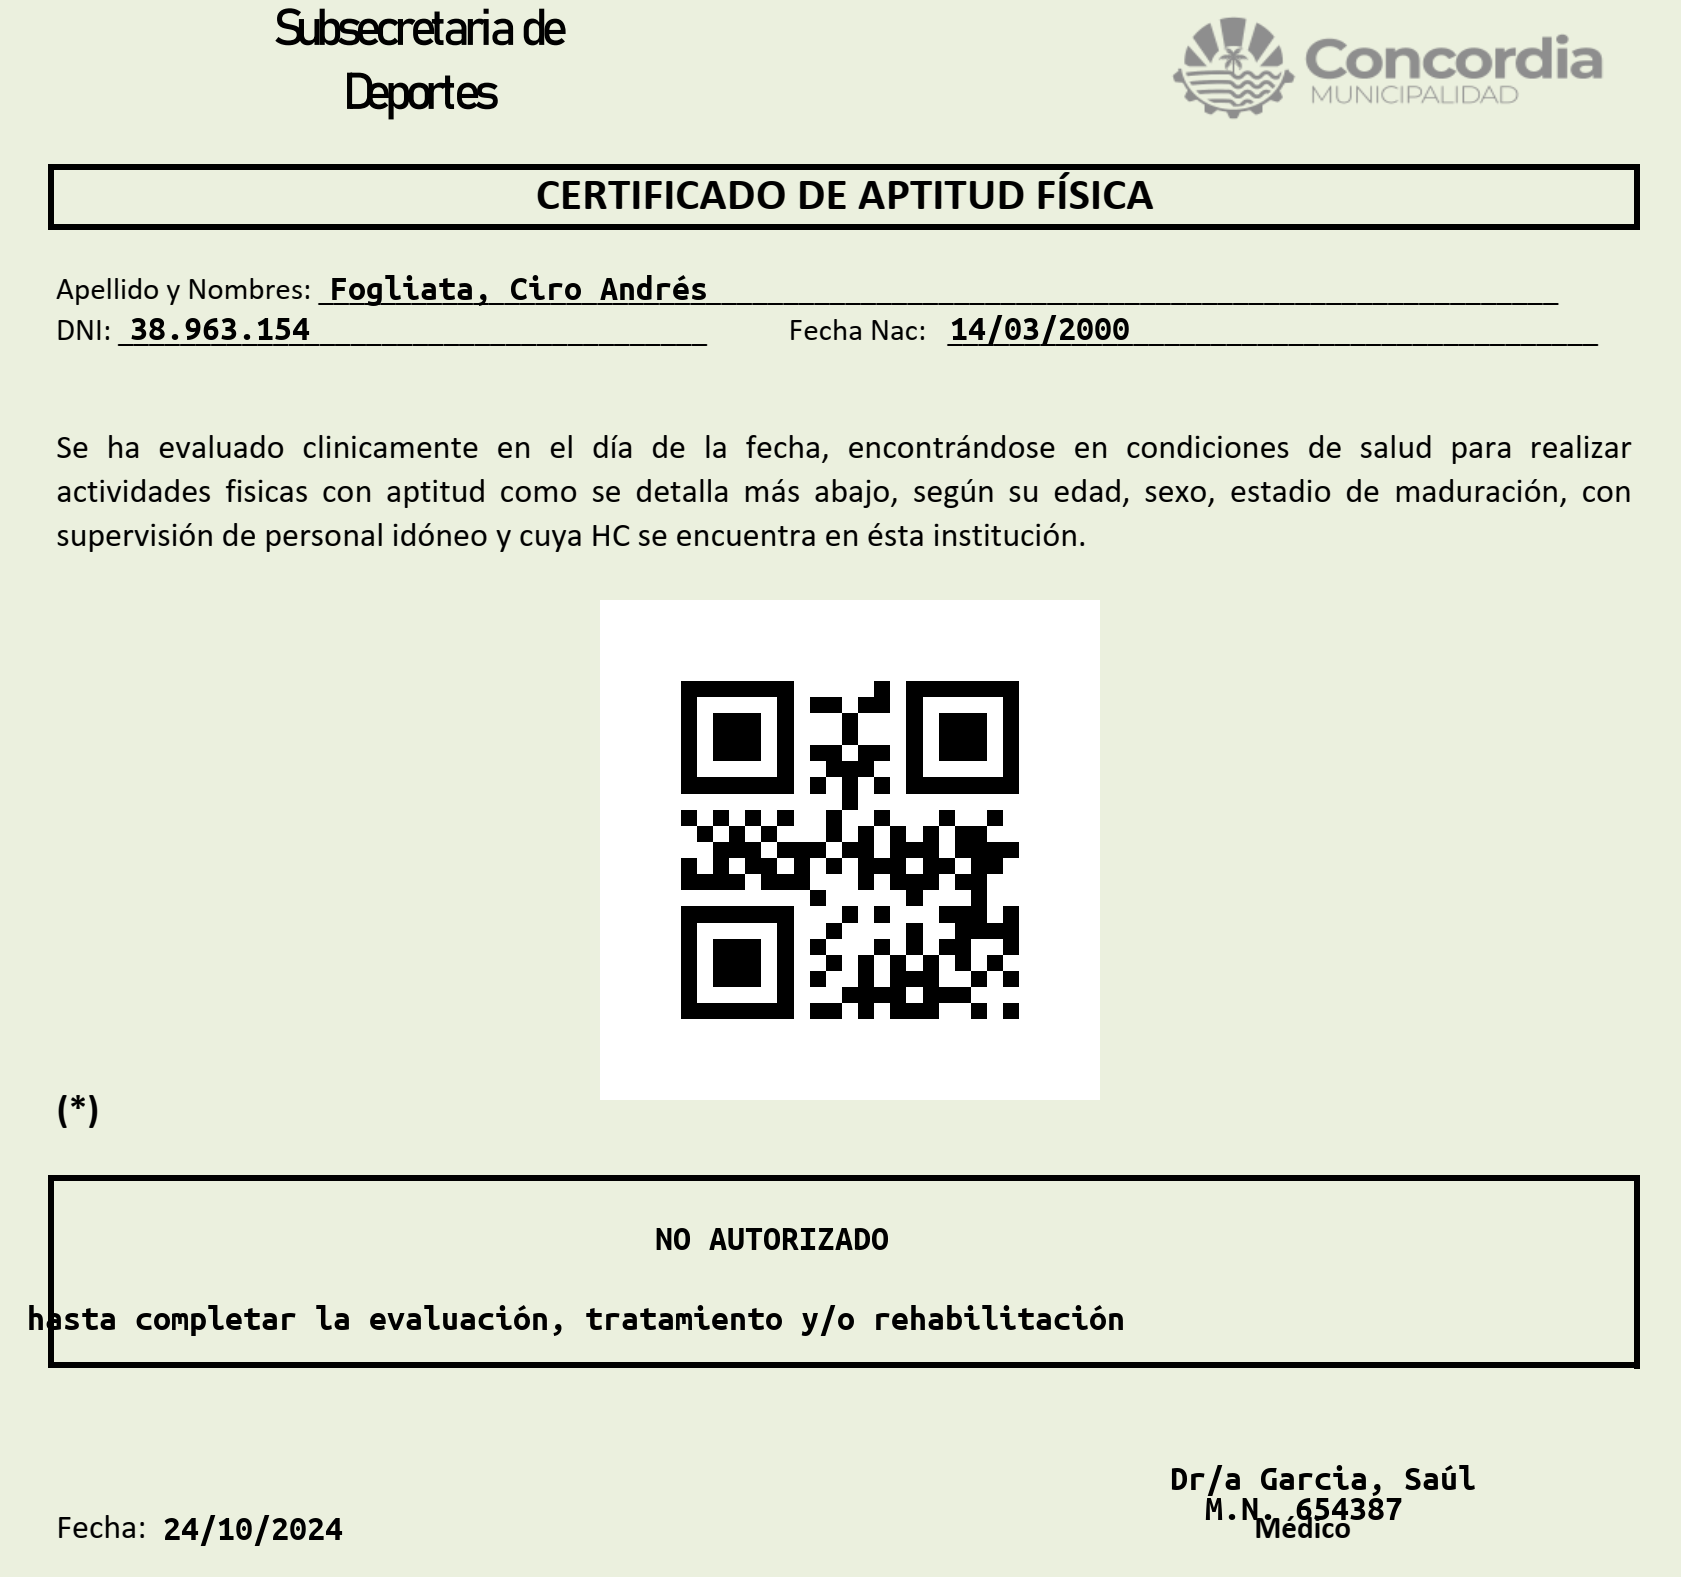 Subsecretaria de
Deportes
Concordia
MUNICIPALIDAD
CERTIFICADO DE APTITUD FÍSICA
Apellido y Nombres: Fogliata, Ciro Andrés
DNI: 38.963.154 Fecha Nac: 14/03/2000
Se ha evaluado clinicamente en el día de la fecha, encontrándose en condiciones de salud para realizar
actividades fisicas con aptitud como se detalla más abajo, según su edad, sexo, estadio de maduración, con
supervisión de personal idóneo y cuya HC se encuentra en ésta institución.
(*)
NO AUTORIZADO
hasta completar la evaluación, tratamiento y/o rehabilitación
Dr/a Garcia, Saúl
M.N. 654387
Médico
Fecha: 24/10/2024